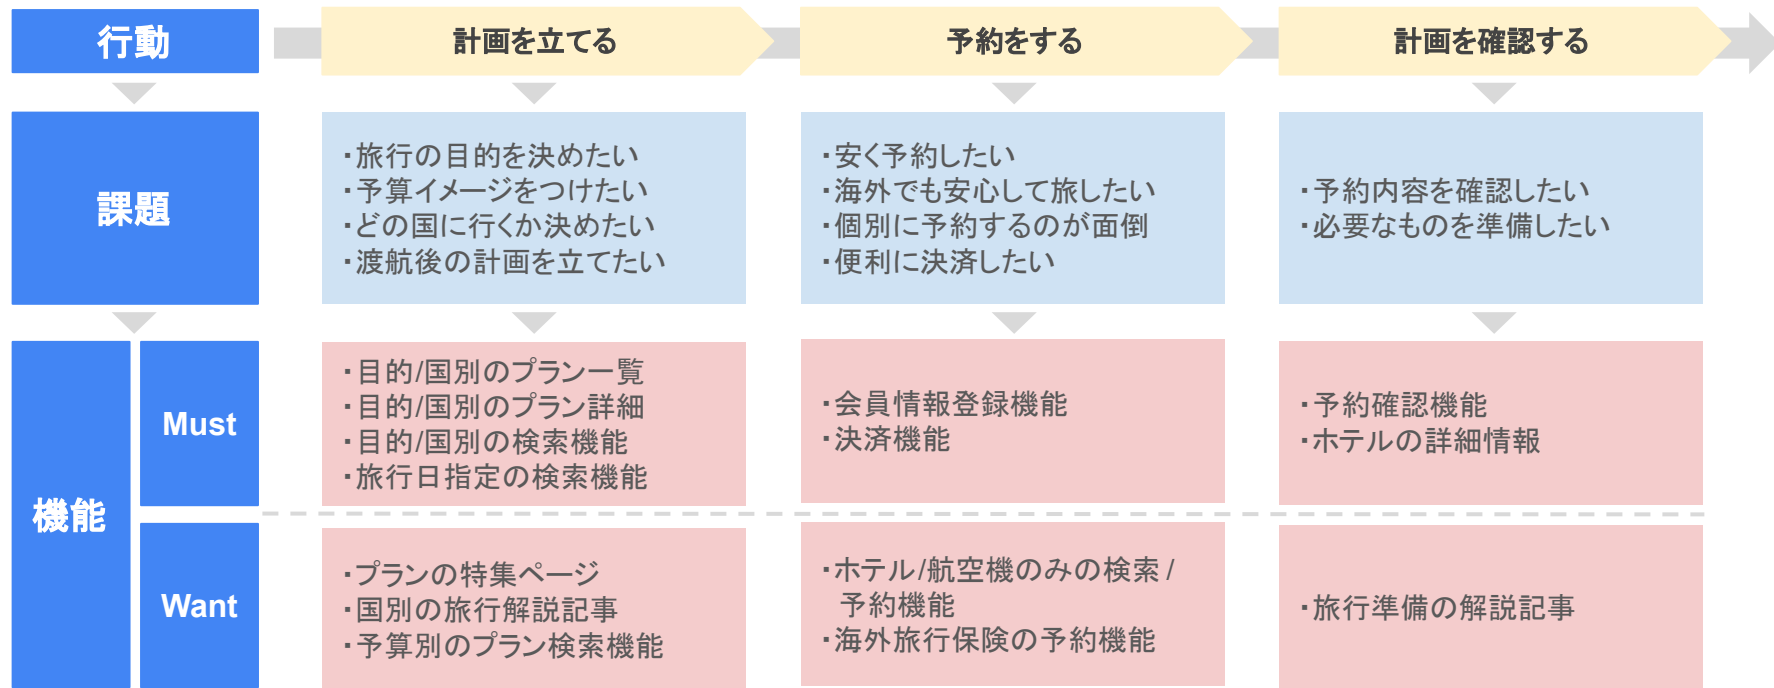 行動
計画を立てる
予約をする
計画を確認する
課題
・旅行の目的を決めたい
・予算イメージをつけたい
・どの国に行くか決めたい
・渡航後の計画を立てたい
・安く予約したい
・海外でも安心して旅したい
・個別に予約するのが面倒
・便利に決済したい
・予約内容を確認したい
・必要なものを準備したい
機能
Must
・目的/国別のプラン一覧
・目的/国別のプラン詳細
・目的/国別の検索機能
・旅行日指定の検索機能
・会員情報登録機能
・決済機能
・予約確認機能
・ホテルの詳細情報
Want
・プランの特集ページ
・国別の旅行解説記事
・予算別のプラン検索機能
・ホテル/航空機のみの検索 /
予約機能
・海外旅行保険の予約機能
・旅行準備の解説記事